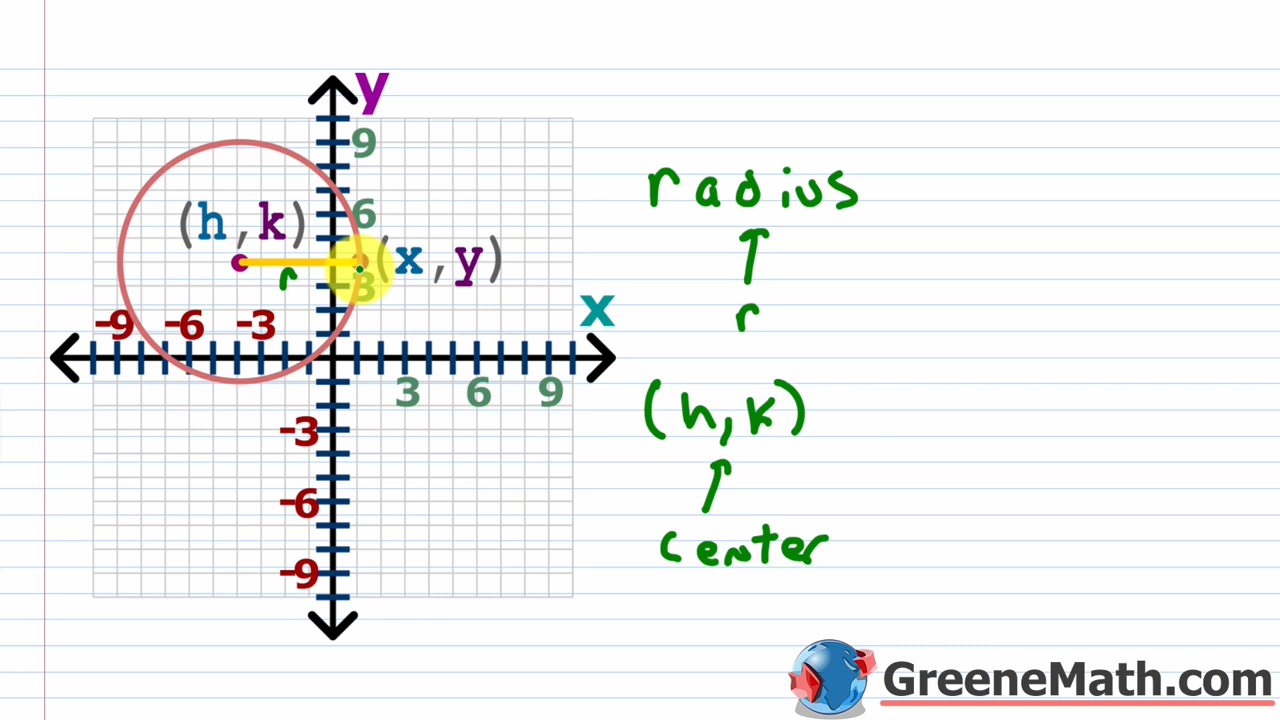 y
9
6
3
(h,k)
r
(x,y)
x
-9 -6 -3
3 6 9
-3
-6
-9
radius
r
(h,k)
center
GreeneMath.com